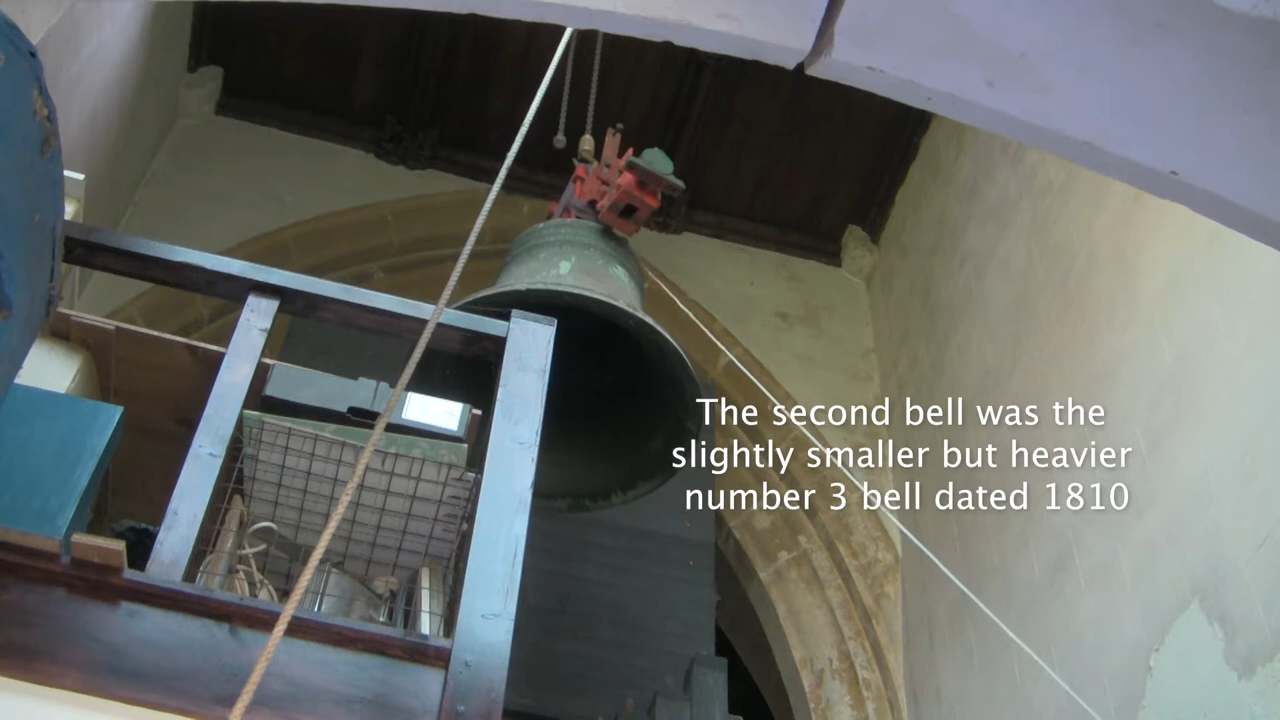 The second bell was the
slightly smaller but heavier
number 3 bell dated 1810